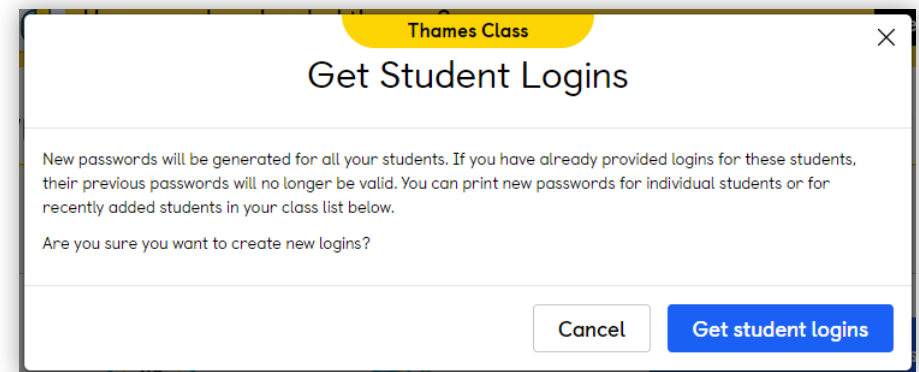 Thames Class
Get Student Logins
New passwords will be generated for all your students. If you have already provided logins for these students,
their previous passwords will no longer be valid. You can print new passwords for individual students or for
recently added students in your class list below.
Are you sure you want to create new logins?
Cancel
Get student logins